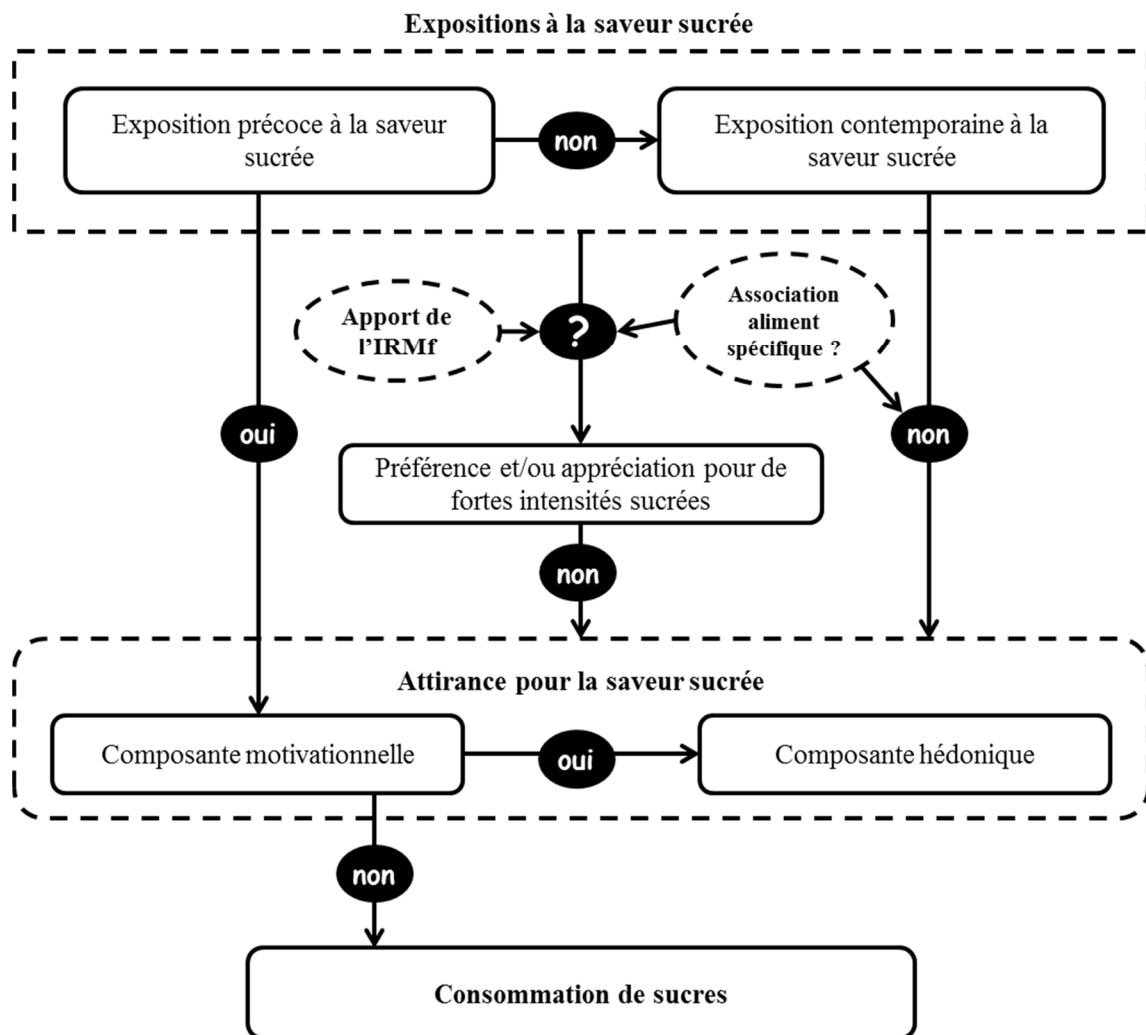 Expositions à la saveur sucrée
Exposition précoce à la saveur
sucrée
non
Exposition contemporaine à la
saveur sucrée
Apport de
l'IRMf
?
Association
aliment
spécifique ?
oui
non
Préférence et/ou appréciation pour de
fortes intensités sucrées
non
Attirance pour la saveur sucrée
Composante motivationnelle
oui
Composante hédonique
non
Consommation de sucres